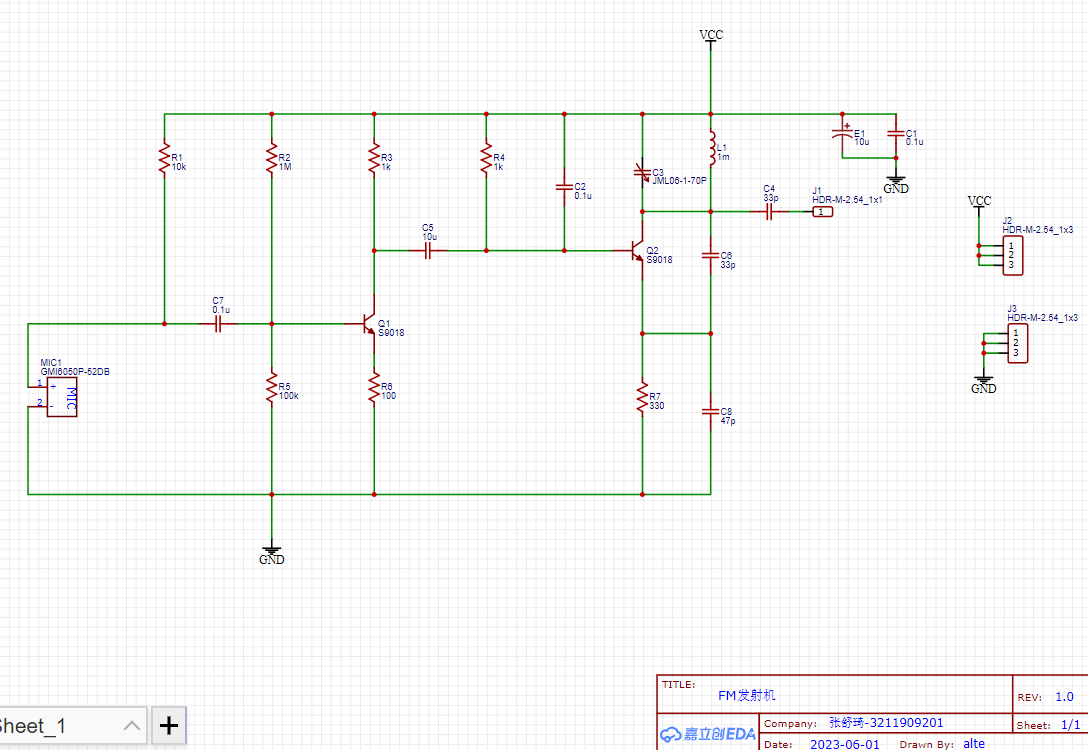 VCC
R1
10k
R2
1M
R3
1k
R4
1k
C2
0.1u
C3
JML06-1-70P
L1
1m
+
E1
10u
C1
0.1u
GND
C4
33p
J1
HDR-M-2.54_1x1
1
VCC
J2
HDR-M-2.54_1x3
1
2
3
C5
10u
Q2
S9018
C6
33p
C7
0.1u
Q1
S9018
J3
HDR-M-2.54_1x3
1
2
3
GND
MIC1
GMI6050P-52DB
1
+
2
-
MIC
R5
100k
R6
100
R7
330
C8
47p
GND
TITLE:
FM发射机
REV: 1.0
嘉立创EDA
Company: 张舒琦-3211909201
Sheet: 1/1
Date: 2023-06-01 Drawn By: alte
Sheet_1
+